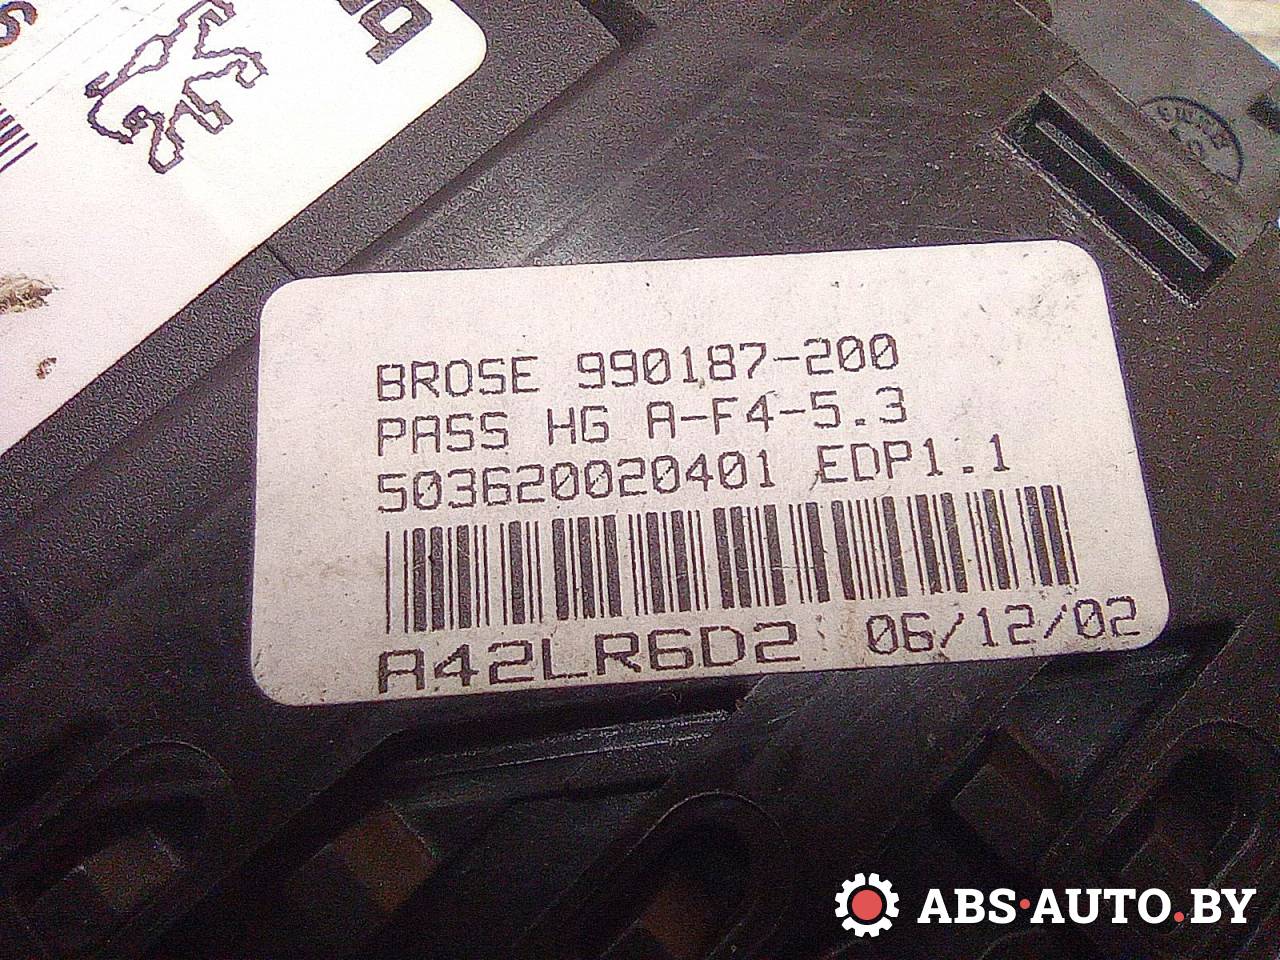 BROSE 990187-200
PASS HG A-F4-5.3
503620020401 EDP1.1
A42LR6D2 06/12/02
ABS·AUTO.BY